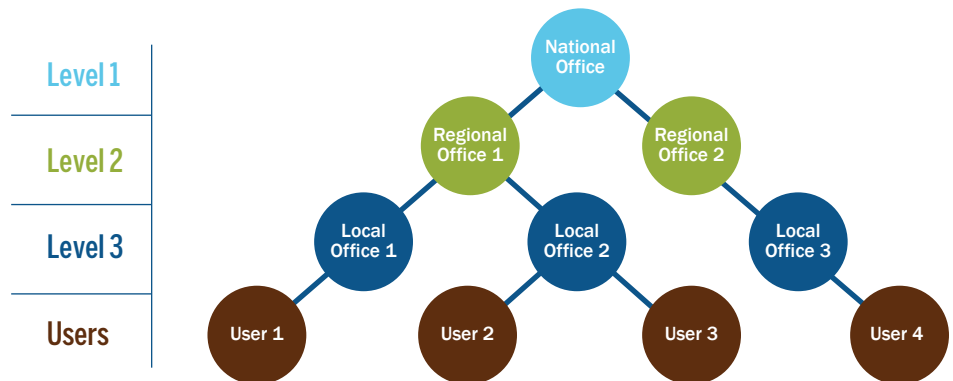 Level 1
National
Office
Level 2
Regional
Office 1
Regional
Office 2
Level 3
Local
Office 1
Local
Office 2
Local
Office 3
Users
User 1
User 2
User 3
User 4